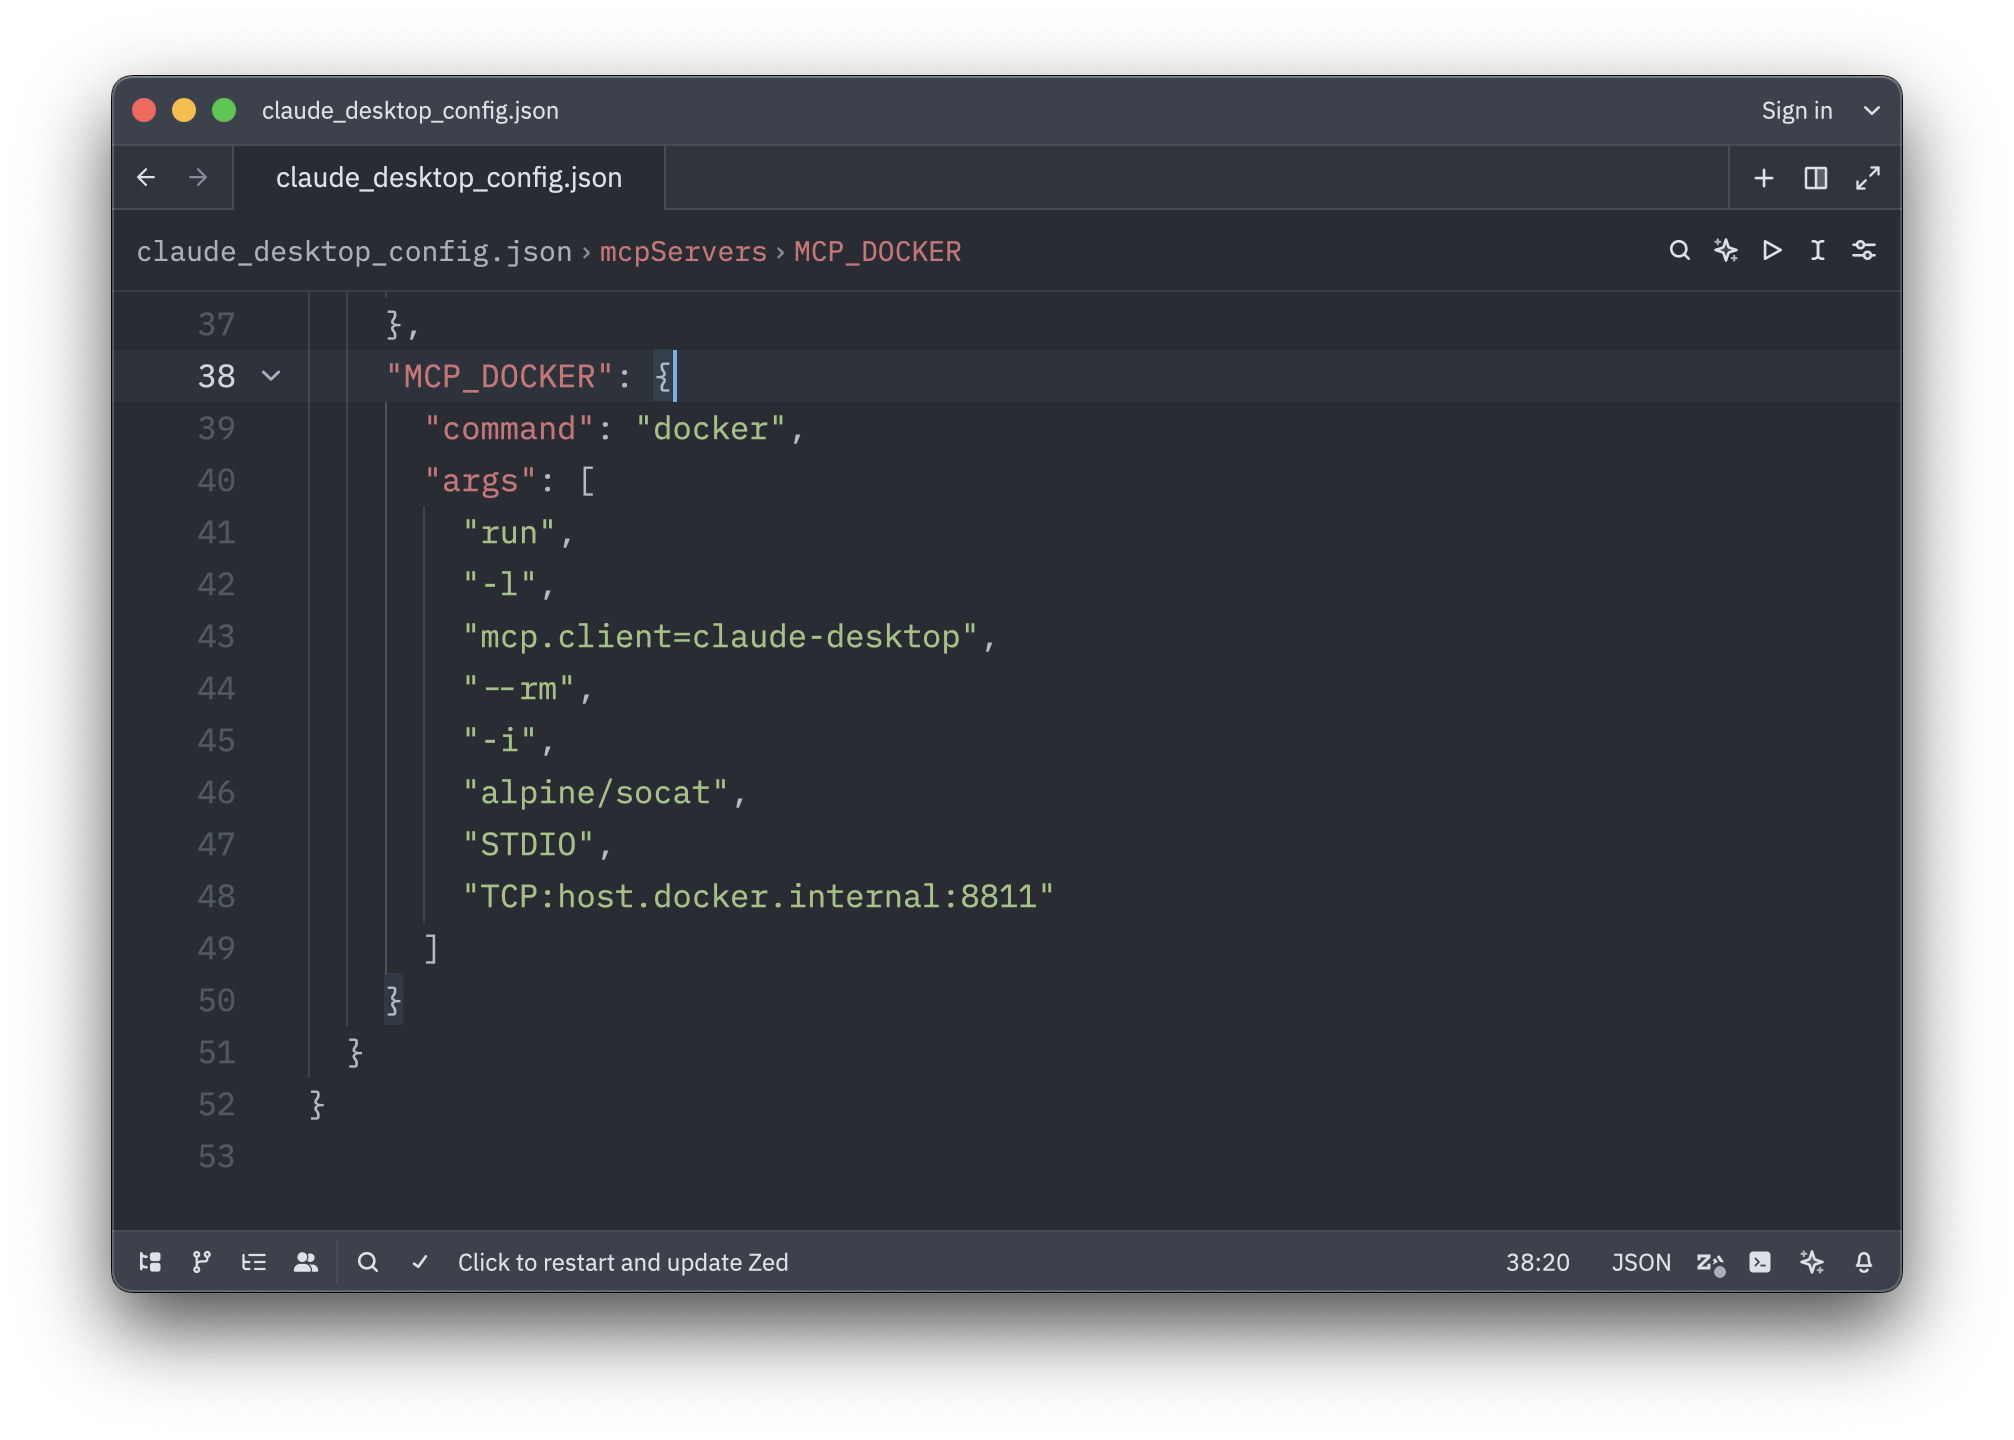 claude_desktop_config.json
Sign in
claude_desktop_config.json
claude_desktop_config.json › mcpServers › MCP_DOCKER
37 },
38 "MCP_DOCKER": {
39 "command": "docker",
40 "args": [
41 "run",
42 "-l",
43 "mcp.client=claude-desktop",
44 "--rm",
45 "-i",
46 "alpine/socat",
47 "STDIO",
48 "TCP:host.docker.internal:8811"
49 ]
50 }
51 }
52 }
53
Click to restart and update Zed 38:20 JSON